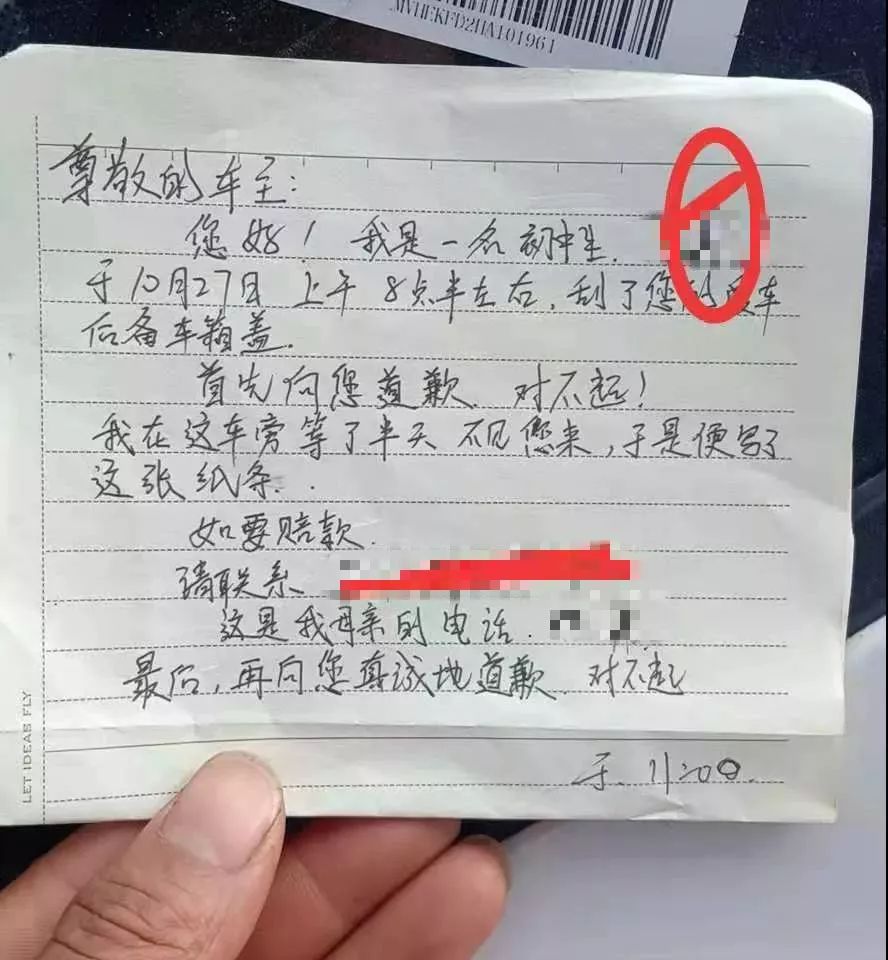 MVHEKFD2HA101961
尊敬的车主:
您好! 我是一名初中生.
于10月27日 上午 8点半左右, 刮了您的爱车
后备车箱盖.
首先向您道歉. 对不起!
我在这车旁等了半天 不见您来, 于是便写了
这张纸条..
如要赔款.
请联系
这是我母亲的电话.
最后, 再向您真诚地道歉. 对不起
于. 11:00.
LET IDEAS FLY